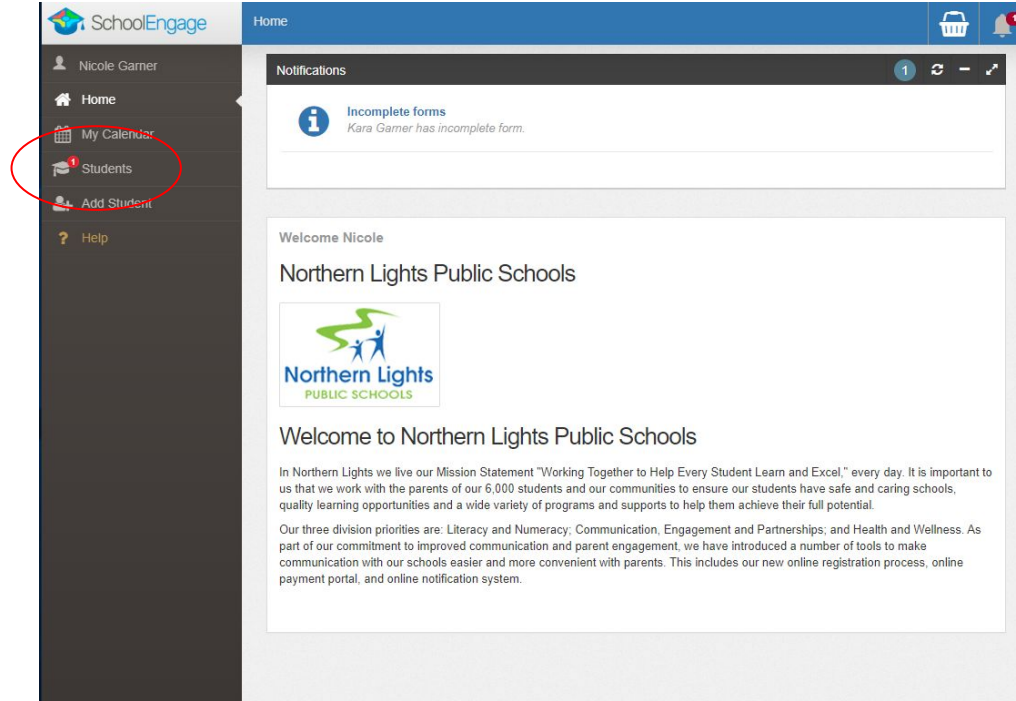 SchoolEngage
Home
1
Nicole Garner
Home
My Calendar
1
Students
Add Student
? Help
Notifications
1
Incomplete forms
Kara Garner has incomplete form.
Welcome Nicole
Northern Lights Public Schools
Northern Lights
PUBLIC SCHOOLS
Welcome to Northern Lights Public Schools
In Northern Lights we live our Mission Statement "Working Together to Help Every Student Learn and Excel," every day. It is important to
us that we work with the parents of our 6,000 students and our communities to ensure our students have safe and caring schools,
quality learning opportunities and a wide variety of programs and supports to help them achieve their full potential.
Our three division priorities are: Literacy and Numeracy; Communication, Engagement and Partnerships; and Health and Wellness. As
part of our commitment to improved communication and parent engagement, we have introduced a number of tools to make
communication with our schools easier and more convenient with parents. This includes our new online registration process, online
payment portal, and online notification system.